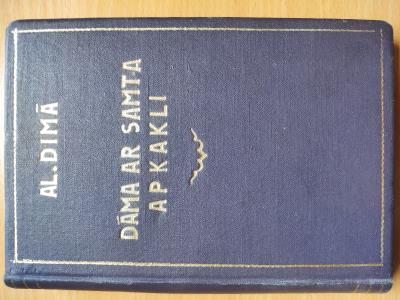 AL. DIMĀ
DĀMA AR SAMTA
APKAKLI